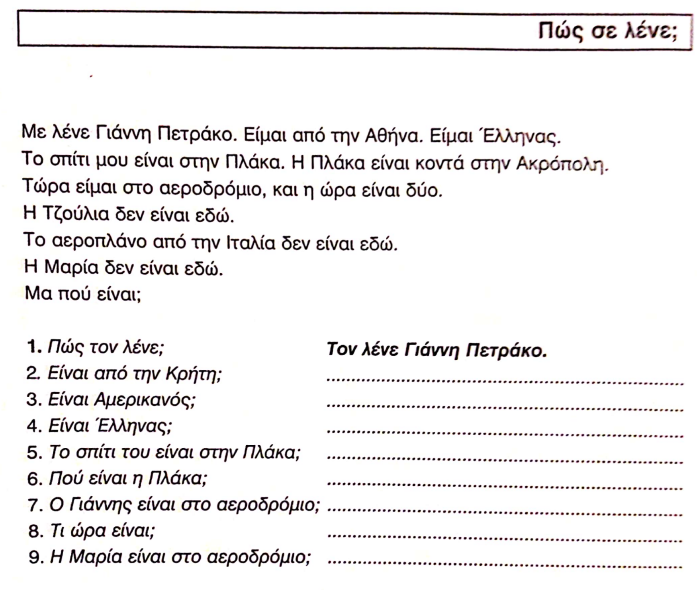 Πώς σε λένε;
Με λένε Γιάννη Πετράκο. Είμαι από την Αθήνα. Είμαι Έλληνας.
Το σπίτι μου είναι στην Πλάκα. Η Πλάκα είναι κοντά στην Ακρόπολη.
Τώρα είμαι στο αεροδρόμιο, και η ώρα είναι δύο.
Η Τζούλια δεν είναι εδώ.
Το αεροπλάνο από την Ιταλία δεν είναι εδώ.
Η Μαρία δεν είναι εδώ.
Μα πού είναι;
1. Πώς τον λένε; Τον λένε Γιάννη Πετράκο.
2. Είναι από την Κρήτη; ........................................
3. Είναι Αμερικανός; ........................................
4. Είναι Έλληνας; ........................................
5. Το σπίτι του είναι στην Πλάκα; ........................................
6. Πού είναι η Πλάκα; ........................................
7. Ο Γιάννης είναι στο αεροδρόμιο; ........................................
8. Τι ώρα είναι; ........................................
9. Η Μαρία είναι στο αεροδρόμιο; ........................................